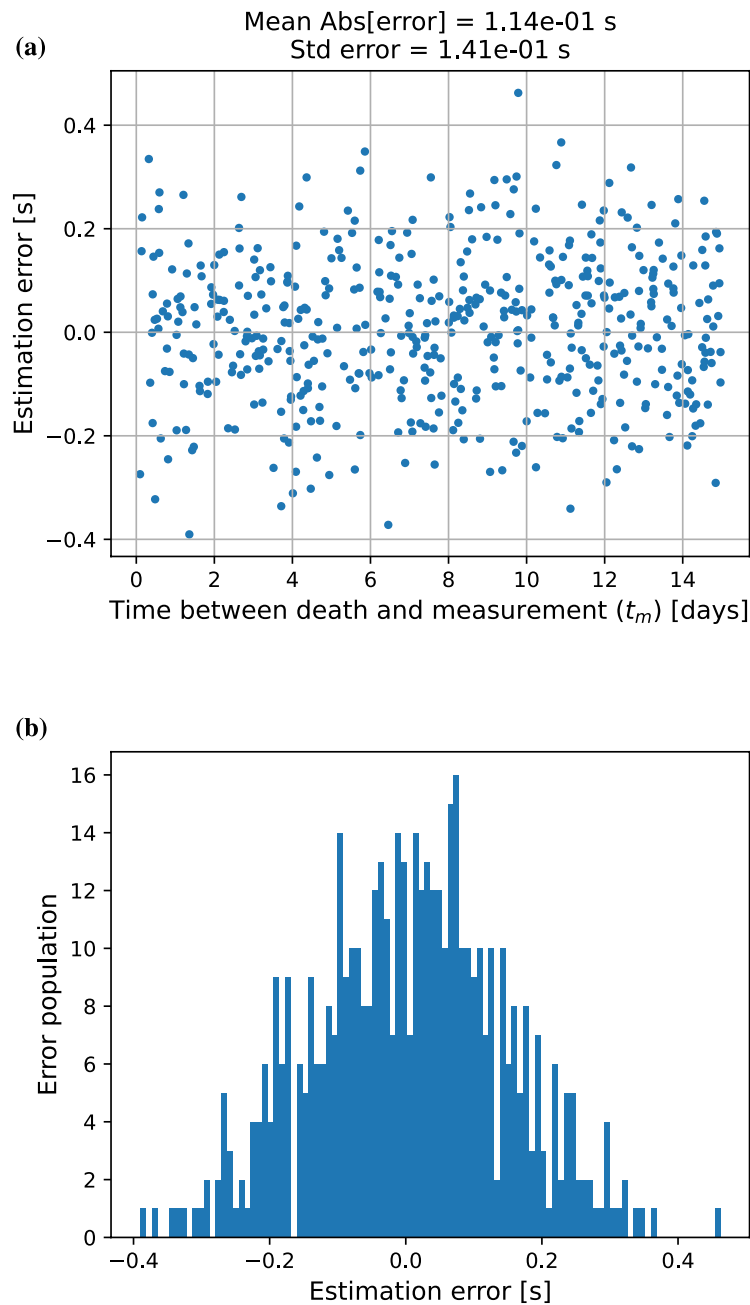 Mean Abs[error] = 1.14e-01 s
(a)
Std error = 1.41e-01 s
0.4
0.2
0.0
−0.2
−0.4
Estimation error [s]
0 2 4 6 8 10 12 14
Time between death and measurement (t_m) [days]
(b)
16
14
12
10
8
6
4
2
0
Error population
−0.4 −0.2 0.0 0.2 0.4
Estimation error [s]